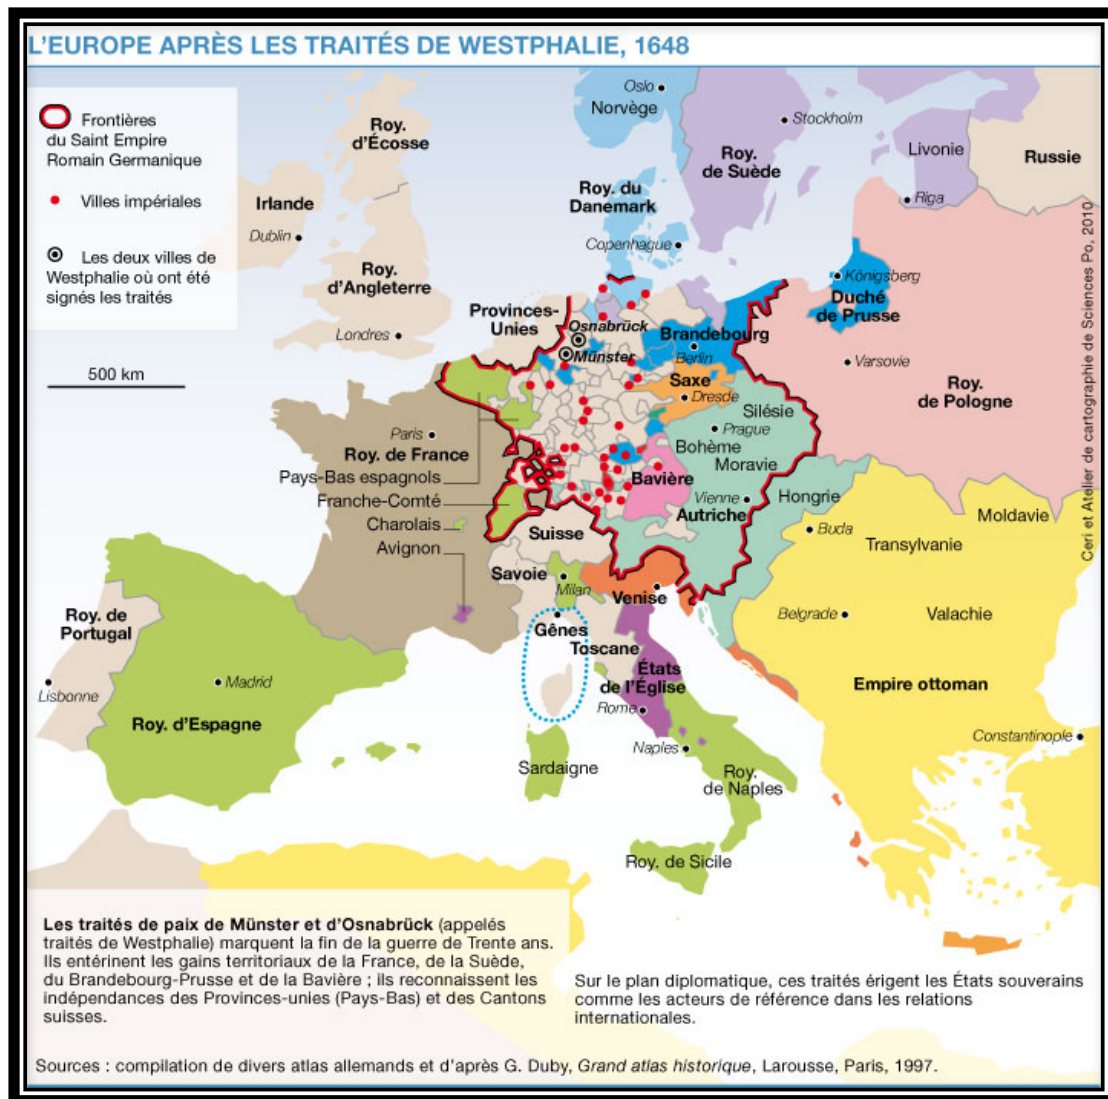 L'EUROPE APRÈS LES TRAITÉS DE WESTPHALIE, 1648
Frontières
du Saint Empire
Romain Germanique
Villes impériales
Les deux villes de
Westphalie où ont été
signés les traités
500 km
Oslo
Norvège
Stockholm
Roy.
de Suède
Livonie
Riga
Russie
Roy.
d'Écosse
Irlande
Dublin
Roy.
d'Angleterre
Londres
Roy. du
Danemark
Copenhague
Königsberg
Duché
de Prusse
Provinces-
Unies
Osnabrück
Münster
Brandebourg
Berlin
Varsovie
Roy.
de Pologne
Saxe
Dresde
Silésie
Prague
Bohème
Moravie
Paris
Roy. de France
Pays-Bas espagnols
Franche-Comté
Charolais
Avignon
Bavière
Vienne
Autriche
Hongrie
Buda
Moldavie
Transylvanie
Suisse
Savoie
Milan
Venise
Belgrade
Valachie
Roy. de
Portugal
Lisbonne
Madrid
Roy. d'Espagne
Gênes
Toscane
États
de l'Église
Rome
Empire ottoman
Constantinople
Naples
Sardaigne
Roy.
de Naples
Roy. de Sicile
Ceri et Atelier de cartographie de Sciences Po, 2010
Les traités de paix de Münster et d'Osnabrück (appelés
traités de Westphalie) marquent la fin de la guerre de Trente ans.
Ils entérinent les gains territoriaux de la France, de la Suède,
du Brandebourg-Prusse et de la Bavière ; ils reconnaissent les
indépendances des Provinces-unies (Pays-Bas) et des Cantons
suisses.
Sur le plan diplomatique, ces traités érigent les États souverains
comme les acteurs de référence dans les relations
internationales.
Sources : compilation de divers atlas allemands et d'après G. Duby, Grand atlas historique, Larousse, Paris, 1997.